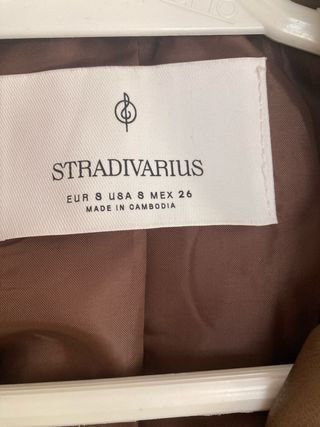 STRADIVARIUS
EUR S USA S MEX 26
MADE IN CAMBODIA